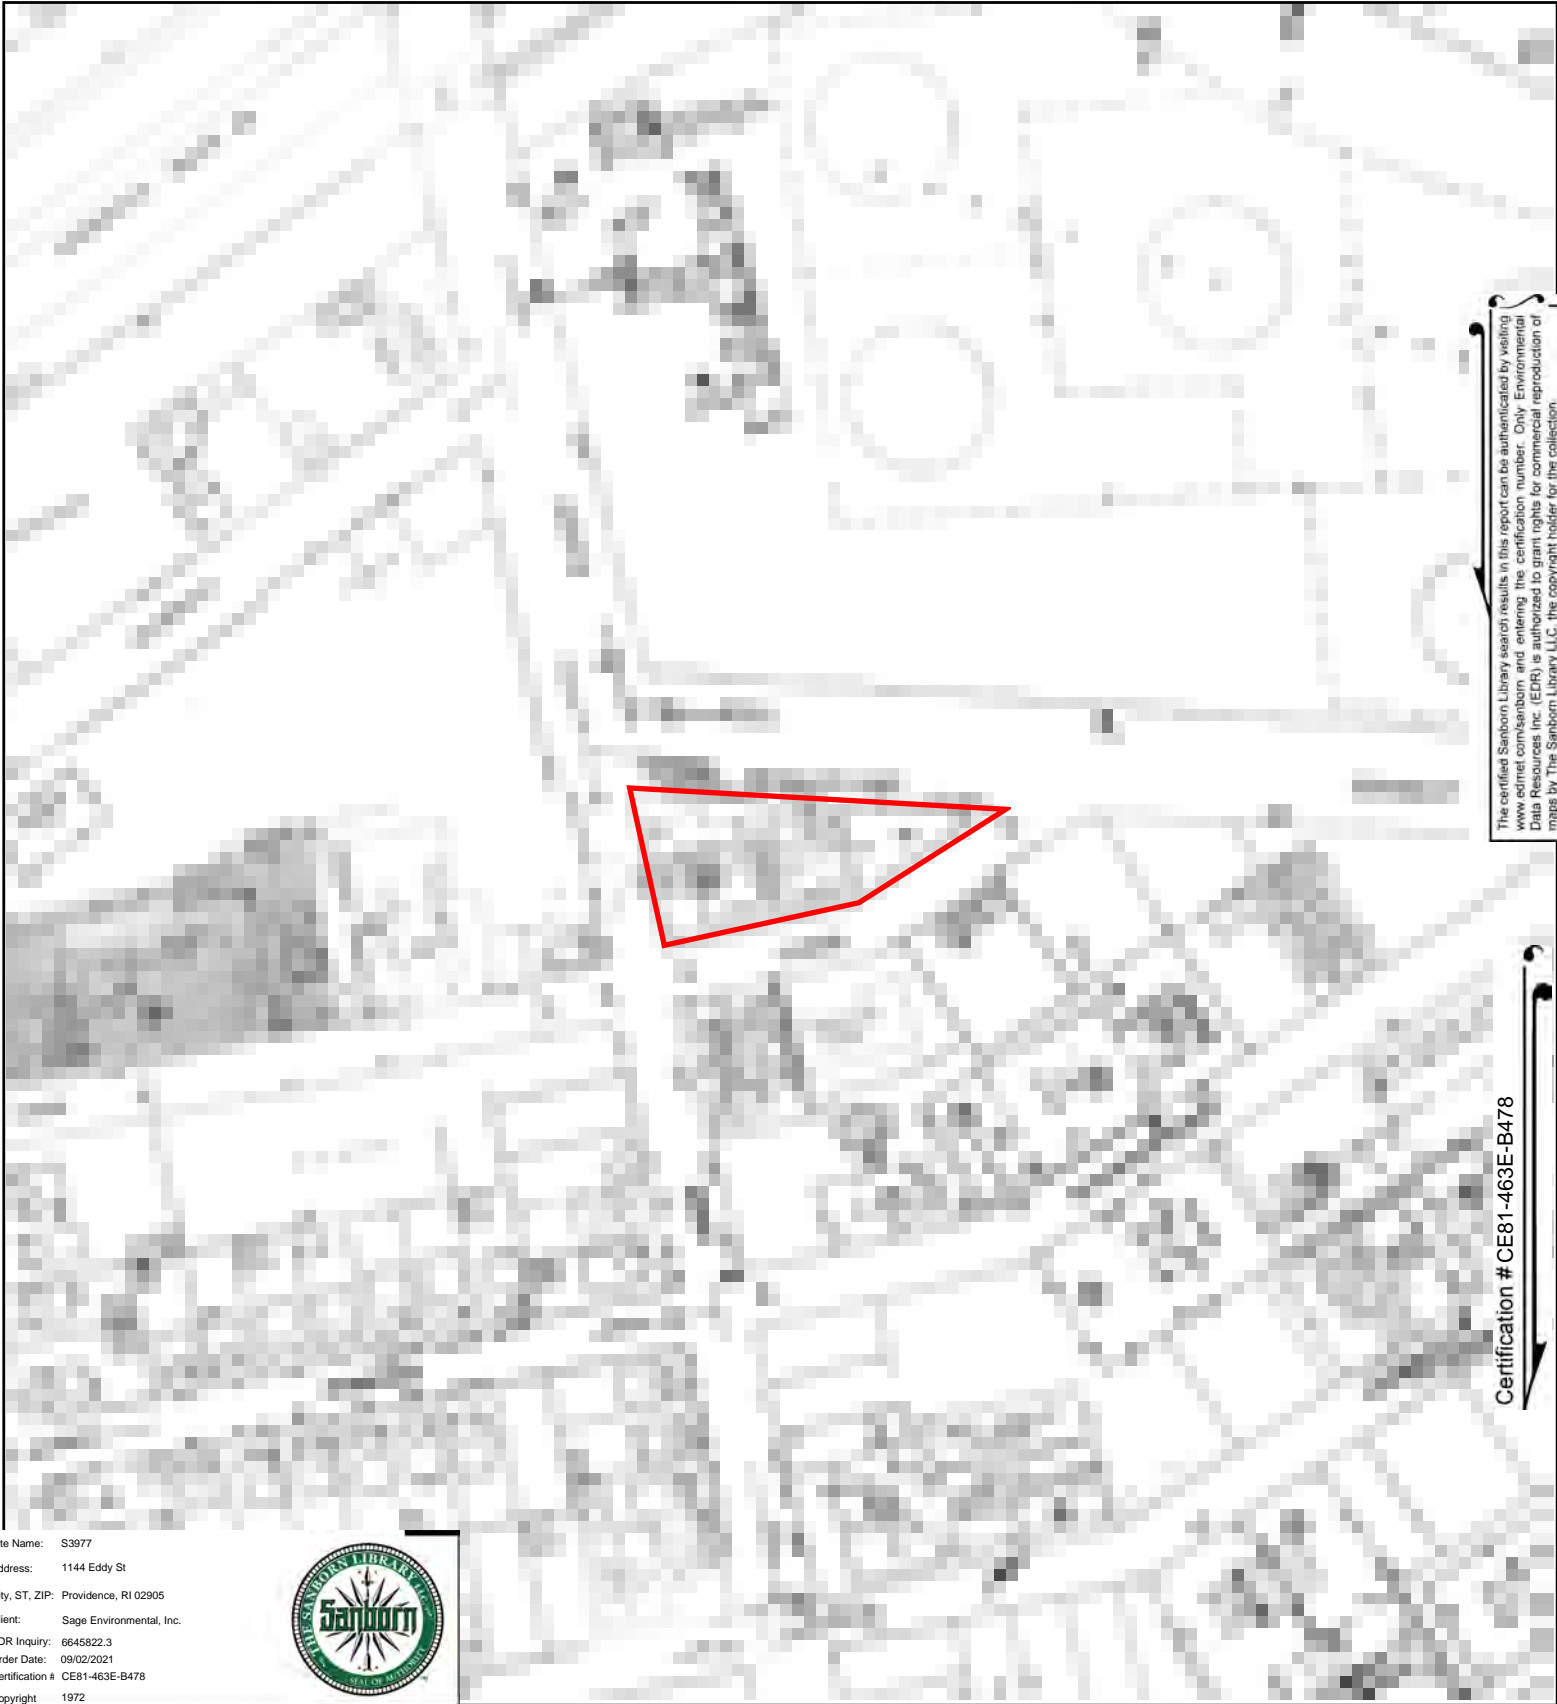 The certified Sanborn Library search results in this report can be authenticated by visiting
www.edrnet.com/sanborn and entering the certification number. Only Environmental
Data Resources Inc. (EDR) is authorized to grant rights for commercial reproduction of
maps by The Sanborn Library LLC, the copyright holder for the collection.
Certification # CE81-463E-B478
te Name: S3977
ddress: 1144 Eddy St
ty, ST, ZIP: Providence, RI 02905
ient: Sage Environmental, Inc.
DR Inquiry: 6645822.3
rder Date: 09/02/2021
ertification # CE81-463E-B478
opyright 1972
THE SANBORN LIBRARY LLC
Sanborn
SEAL OF AUTHORITY